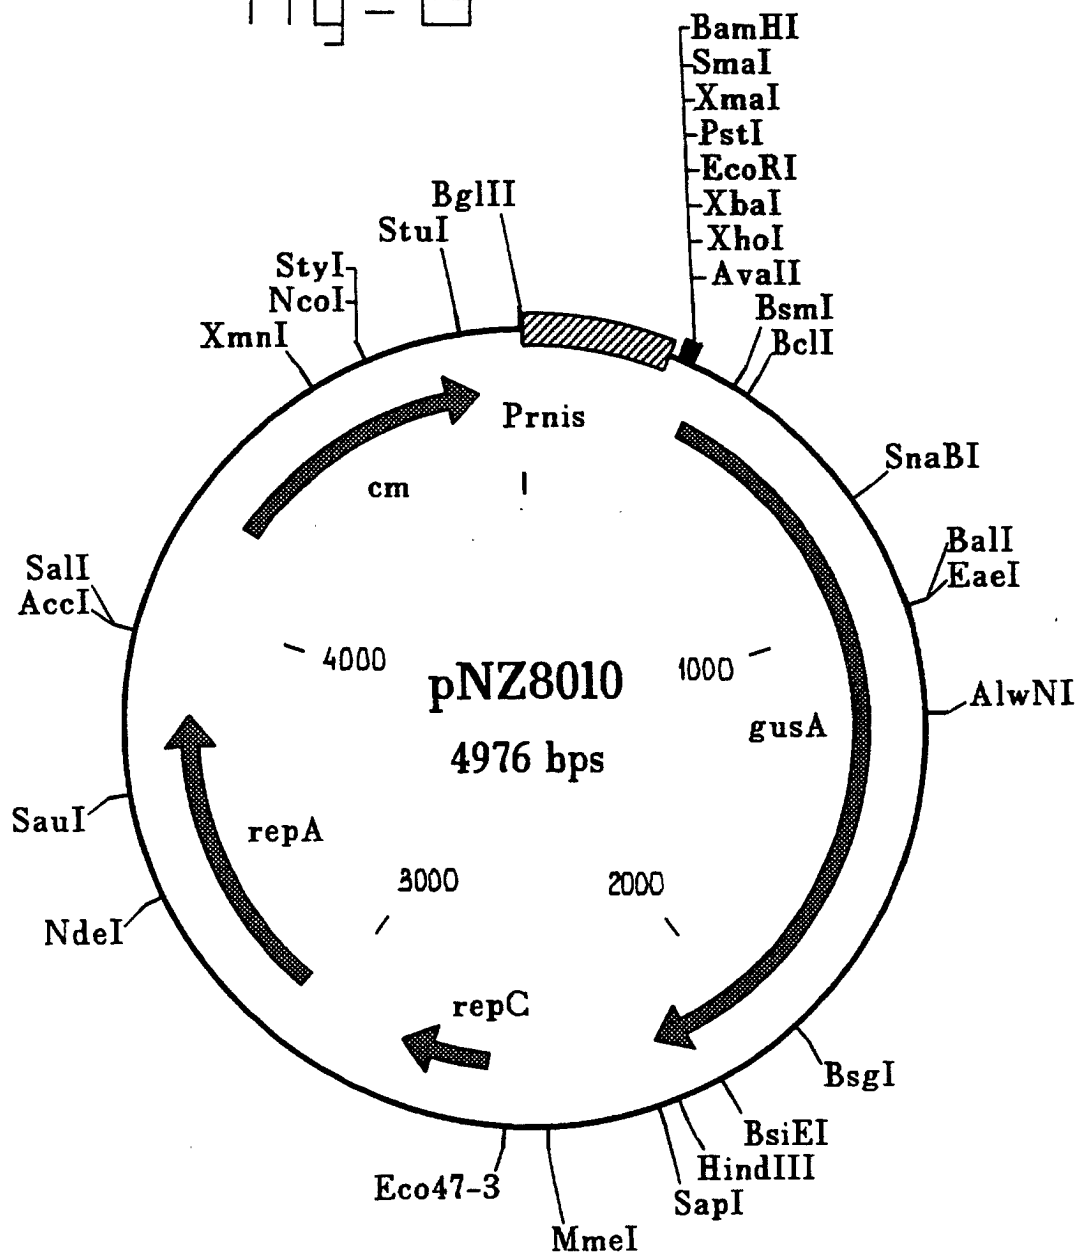 BamHI
SmaI
XmaI
PstI
EcoRI
XbaI
XhoI
AvaII
BsmI
BclI
BglII
StuI
StyI
NcoI
XmnI
Prnis
cm
SnaBI
BalI
EaeI
SalI
AccI
4000
1000
pNZ8010
4976 bps
AlwNI
gusA
SauI
repA
3000
2000
NdeI
repC
BsgI
BsiEI
HindIII
SapI
Eco47-3
MmeI